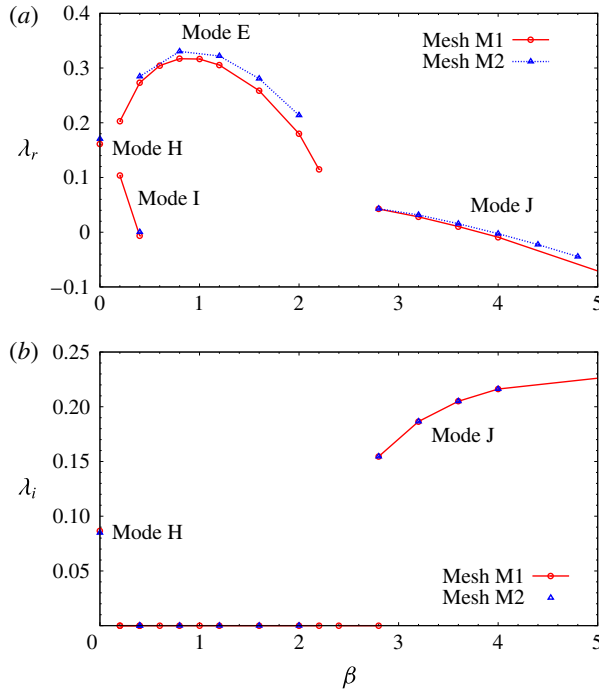 (a)
0.4
Mode E
Mesh M1
Mesh M2
0.3
0.2
λr
Mode H
0.1
Mode I
Mode J
0
−0.1
0 1 2 3 4 5
(b)
0.25
0.20
Mode J
0.15
λi
0.10
Mode H
0.05
Mesh M1
Mesh M2
0 1 2 3 4 5
β